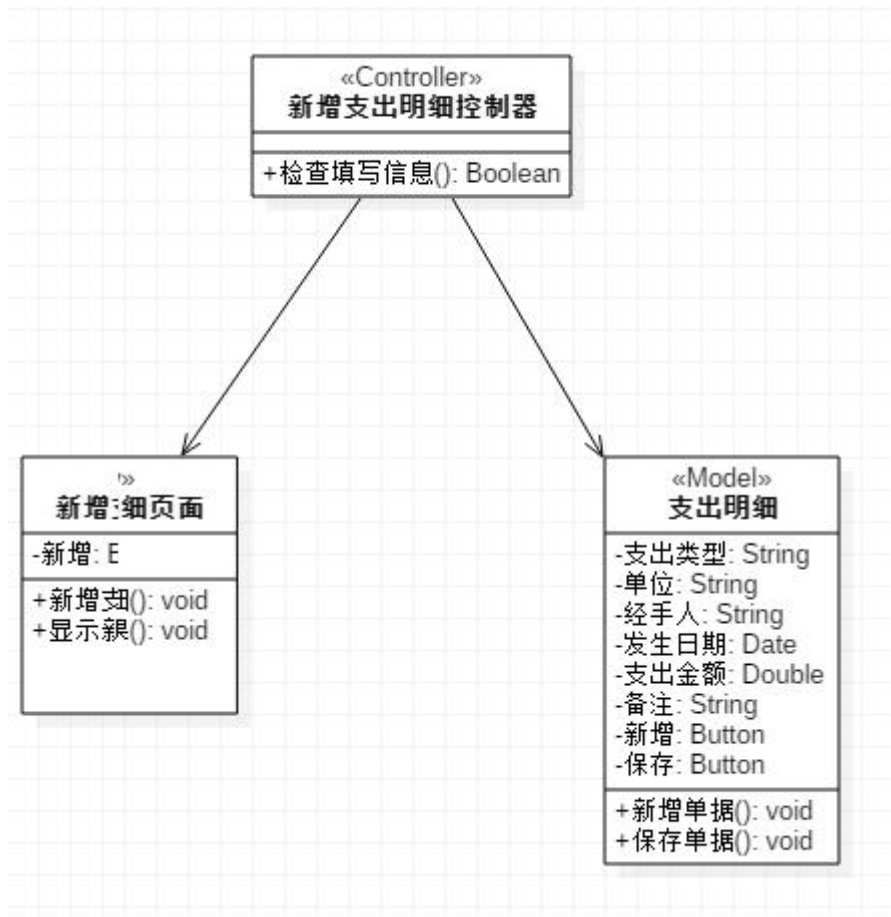 «Controller»
新增支出明细控制器
+检查填写信息(): Boolean
»
新增 细页面
-新增:
+新增 (): void
+显示 (): void
«Model»
支出明细
-支出类型: String
-单位: String
-经手人: String
-发生日期: Date
-支出金额: Double
-备注: String
-新增: Button
-保存: Button
+新增单据(): void
+保存单据(): void